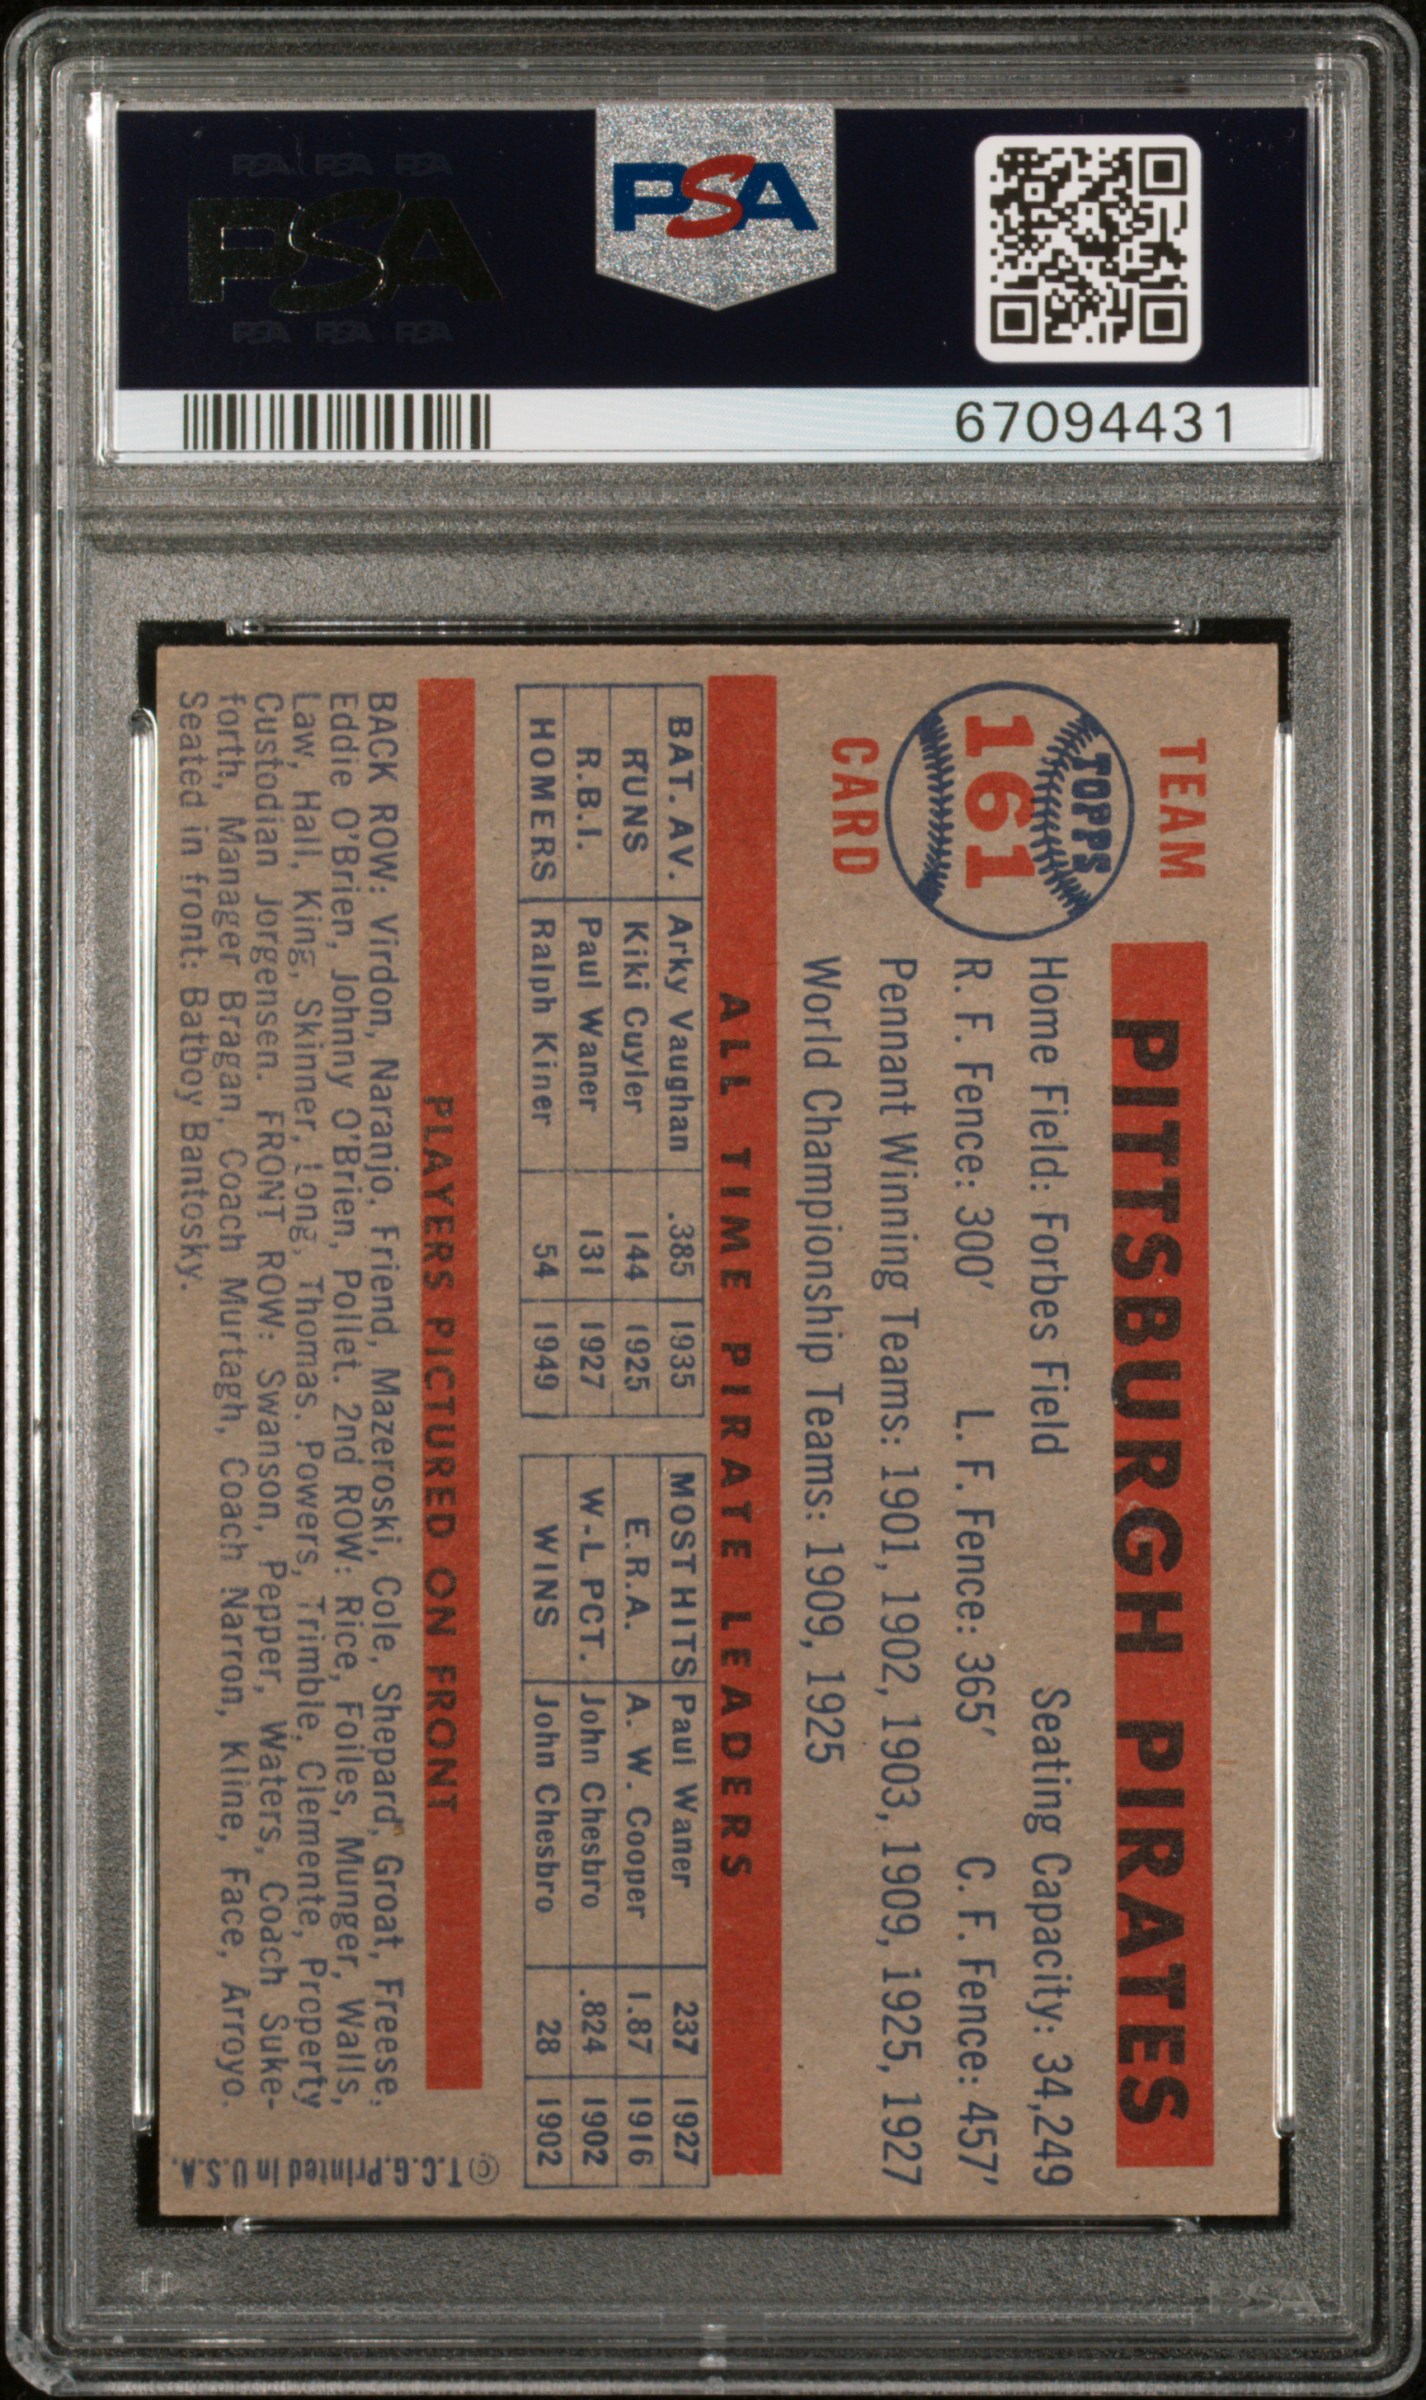 PSA PSA PSA
PSA
PSA PSA PSA
PSA
67094431
TEAM
TOPPS
161
CARD
PITTSBURGH PIRATES
Home Field: Forbes Field Seating Capacity: 34,249
R. F. Fence: 300' L. F. Fence: 365' C. F. Fence: 457'
Pennant Winning Teams: 1901, 1902, 1903, 1909, 1925, 1927
World Championship Teams: 1909, 1925
ALL TIME PIRATE LEADERS
BAT. AV. Arky Vaughan .385 1935
RUNS Kiki Cuyler 144 1925
R.B.I. Paul Waner 131 1927
HOMERS Ralph Kiner 54 1949
MOST HITS Paul Waner 237 1927
E.R.A. A. W. Cooper 1.87 1916
W-L PCT. John Chesbro .824 1902
WINS John Chesbro 28 1902
PLAYERS PICTURED ON FRONT
BACK ROW: Virdon, Naranjo, Friend, Mazeroski, Cole, Shepard, Groat, Freese,
Eddie O'Brien, Johnny O'Brien, Pollet. 2nd ROW: Rice, Foiles, Munger, Walls,
Law, Hall, King, Skinner, Long, Thomas. Powers, Trimble, Clemente, Property
Custodian Jorgensen. FRONT ROW: Swanson, Pepper, Waters, Coach Suke-
forth, Manager Bragan, Coach Murtagh, Coach Narron, Kline, Face, Arroyo.
Seated in front: Batboy Bantosky.
© T.C.G. Printed in U.S.A.
PSA